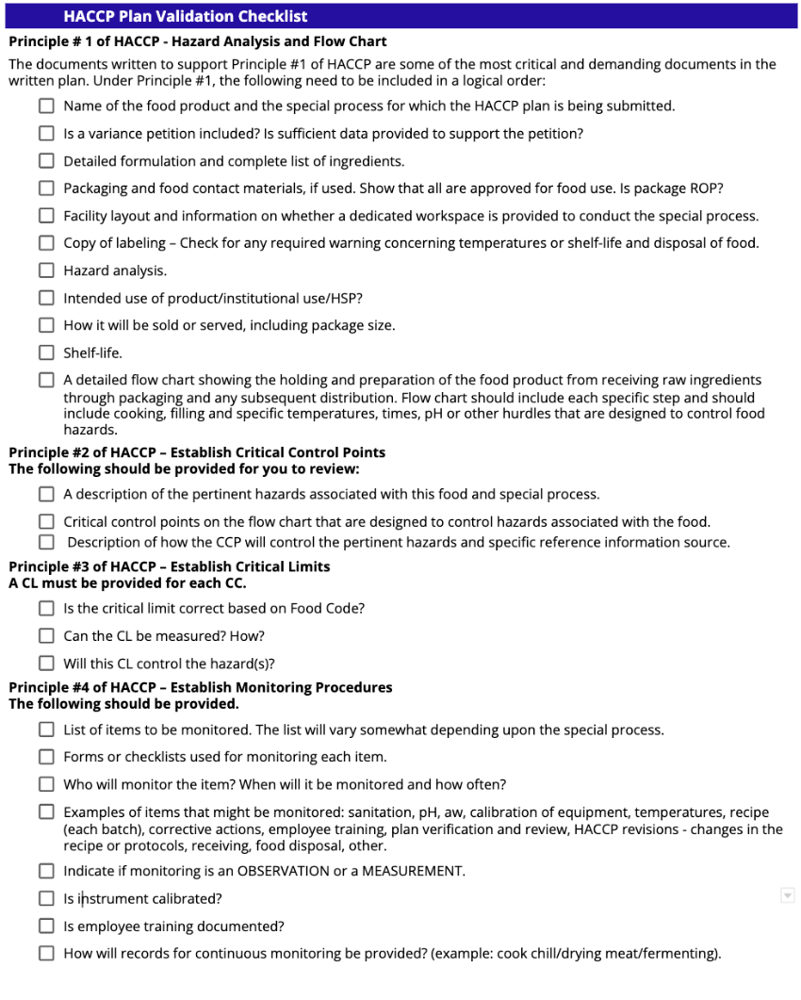 HACCP Plan Validation Checklist
Principle # 1 of HACCP - Hazard Analysis and Flow Chart
The documents written to support Principle #1 of HACCP are some of the most critical and demanding documents in the
written plan. Under Principle #1, the following need to be included in a logical order:
Name of the food product and the special process for which the HACCP plan is being submitted.
Is a variance petition included? Is sufficient data provided to support the petition?
Detailed formulation and complete list of ingredients.
Packaging and food contact materials, if used. Show that all are approved for food use. Is package ROP?
Facility layout and information on whether a dedicated workspace is provided to conduct the special process.
Copy of labeling – Check for any required warning concerning temperatures or shelf-life and disposal of food.
Hazard analysis.
Intended use of product/institutional use/HSP?
How it will be sold or served, including package size.
Shelf-life.
A detailed flow chart showing the holding and preparation of the food product from receiving raw ingredients
through packaging and any subsequent distribution. Flow chart should include each specific step and should
include cooking, filling and specific temperatures, times, pH or other hurdles that are designed to control food
hazards.
Principle #2 of HACCP – Establish Critical Control Points
The following should be provided for you to review:
A description of the pertinent hazards associated with this food and special process.
Critical control points on the flow chart that are designed to control hazards associated with the food.
Description of how the CCP will control the pertinent hazards and specific reference information source.
Principle #3 of HACCP – Establish Critical Limits
A CL must be provided for each CC.
Is the critical limit correct based on Food Code?
Can the CL be measured? How?
Will this CL control the hazard(s)?
Principle #4 of HACCP – Establish Monitoring Procedures
The following should be provided.
List of items to be monitored. The list will vary somewhat depending upon the special process.
Forms or checklists used for monitoring each item.
Who will monitor the item? When will it be monitored and how often?
Examples of items that might be monitored: sanitation, pH, aw, calibration of equipment, temperatures, recipe
(each batch), corrective actions, employee training, plan verification and review, HACCP revisions - changes in the
recipe or protocols, receiving, food disposal, other.
Indicate if monitoring is an OBSERVATION or a MEASUREMENT.
Is instrument calibrated?
Is employee training documented?
How will records for continuous monitoring be provided? (example: cook chill/drying meat/fermenting).